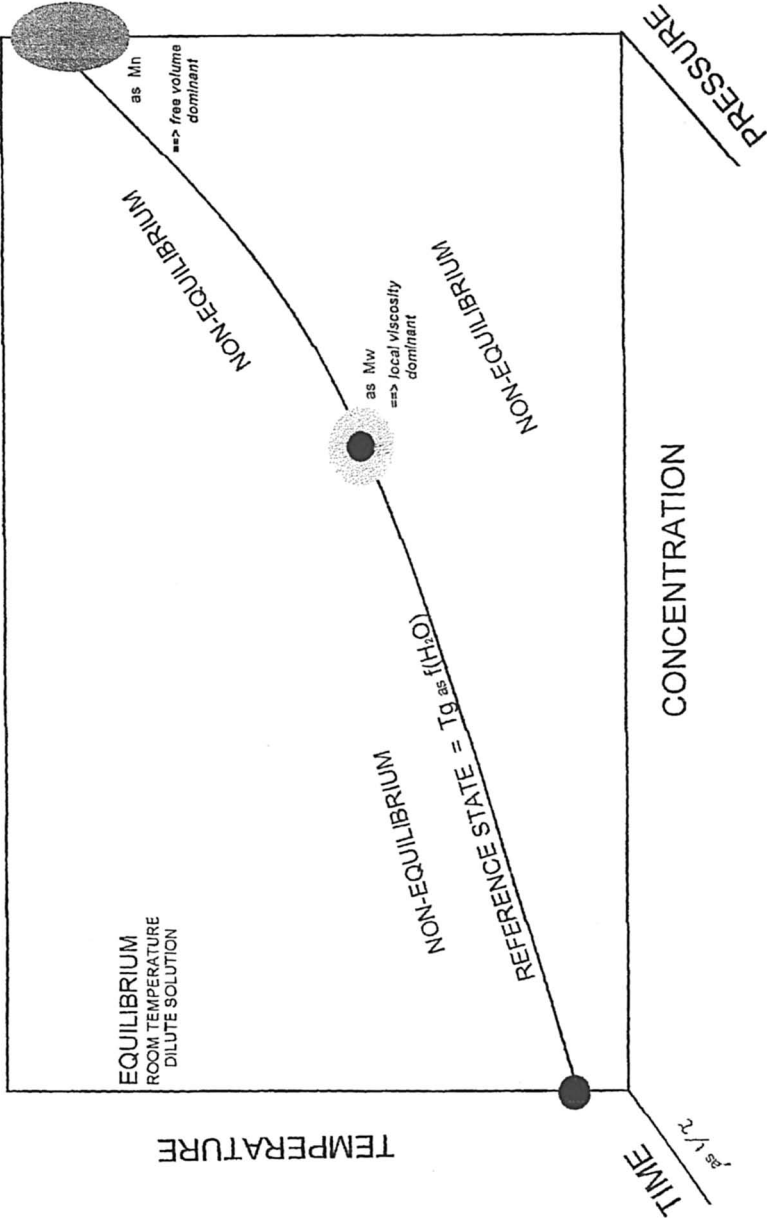 EQUILIBRIUM
ROOM TEMPERATURE
DILUTE SOLUTION
TEMPERATURE
NON-EQUILIBRIUM
REFERENCE STATE = Tg as f(H₂O)
NON-EQUILIBRIUM
as Mn
==> free volume
dominant
as Mw
==> local viscosity
dominant
NON-EQUILIBRIUM
CONCENTRATION
TIME
, as 1/τ
PRESSURE